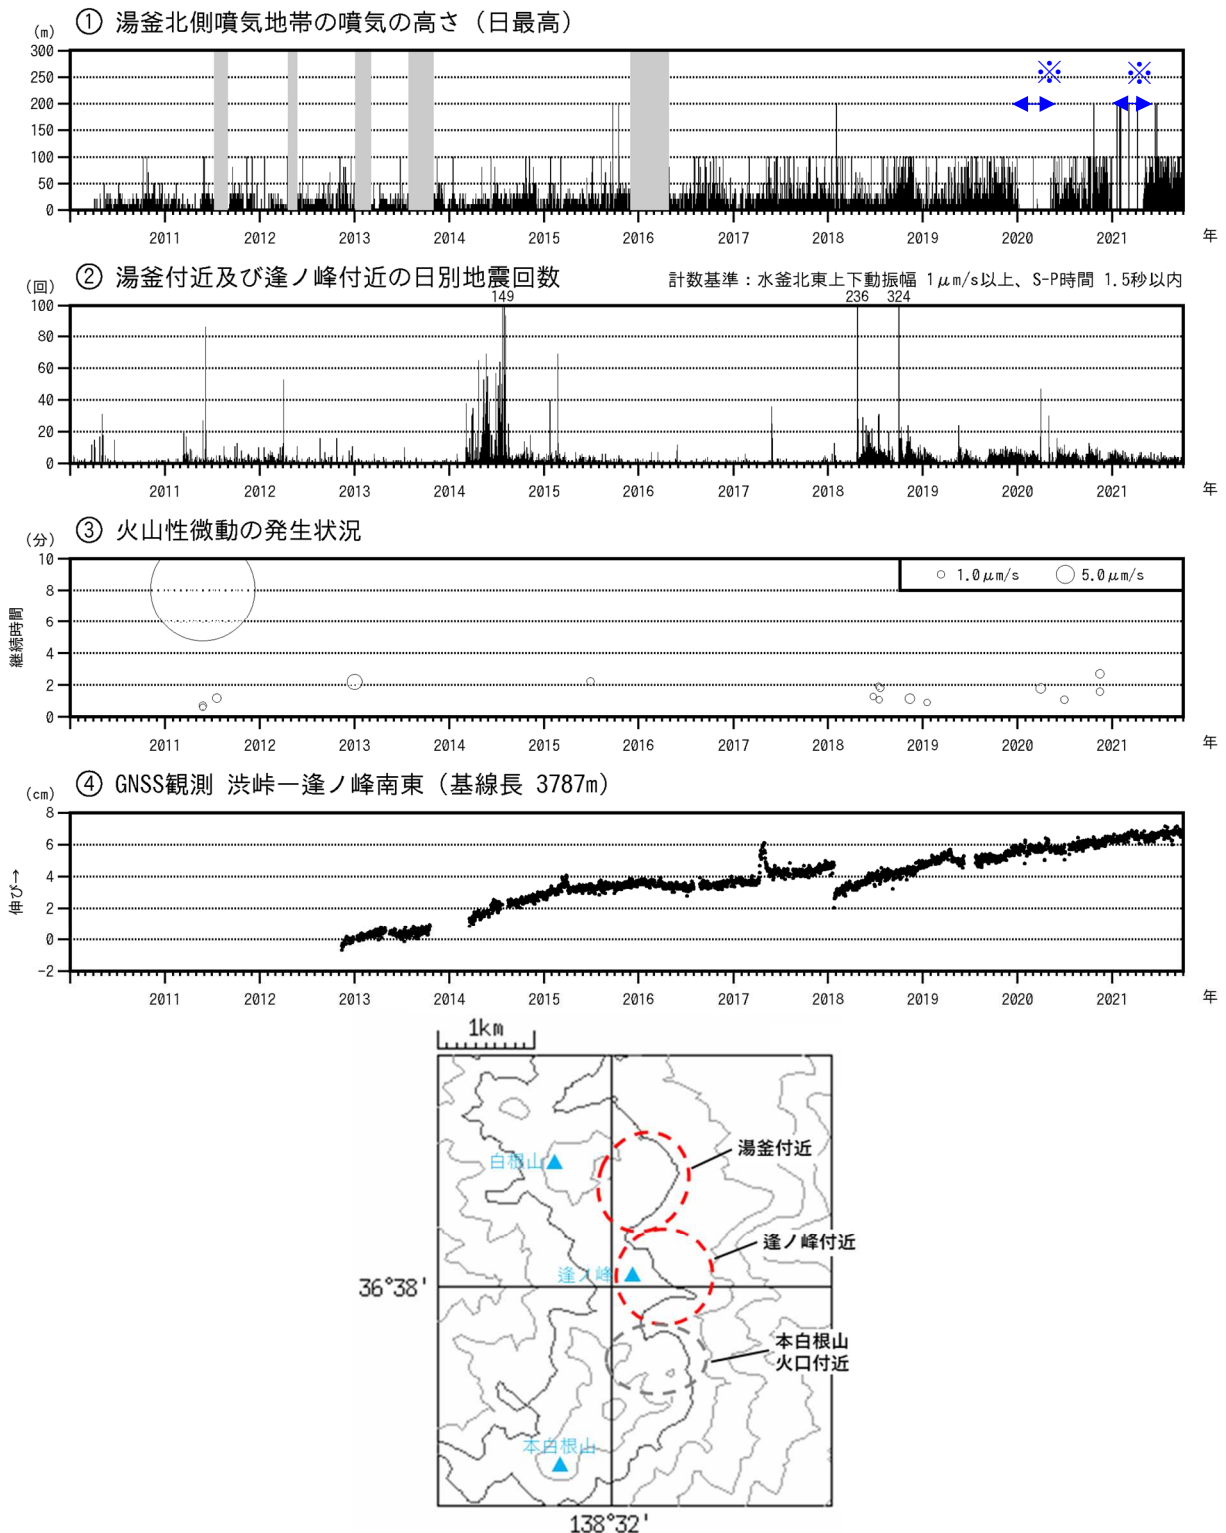 ① 湯釜北側噴気地帯の噴気の高さ（日最高）
(m)
300
250
200
150
100
50
0
※ ※
2011 2012 2013 2014 2015 2016 2017 2018 2019 2020 2021 年
② 湯釜付近及び逢ノ峰付近の日別地震回数
計数基準：水釜北東上下動振幅 1μm/s以上、S-P時間 1.5秒以内
(回)
149 236 324
100
80
60
40
20
0
2011 2012 2013 2014 2015 2016 2017 2018 2019 2020 2021 年
③ 火山性微動の発生状況
(分)
1.0μm/s 5.0μm/s
継続時間
10
8
6
4
2
0
2011 2012 2013 2014 2015 2016 2017 2018 2019 2020 2021 年
④ GNSS観測 渋峠－逢ノ峰南東（基線長 3787m）
(cm)
伸び→
8
6
4
2
0
-2
2011 2012 2013 2014 2015 2016 2017 2018 2019 2020 2021 年
1km
湯釜付近
白根山
逢ノ峰付近
逢ノ峰
36°38'
本白根山
火口付近
本白根山
138°32'